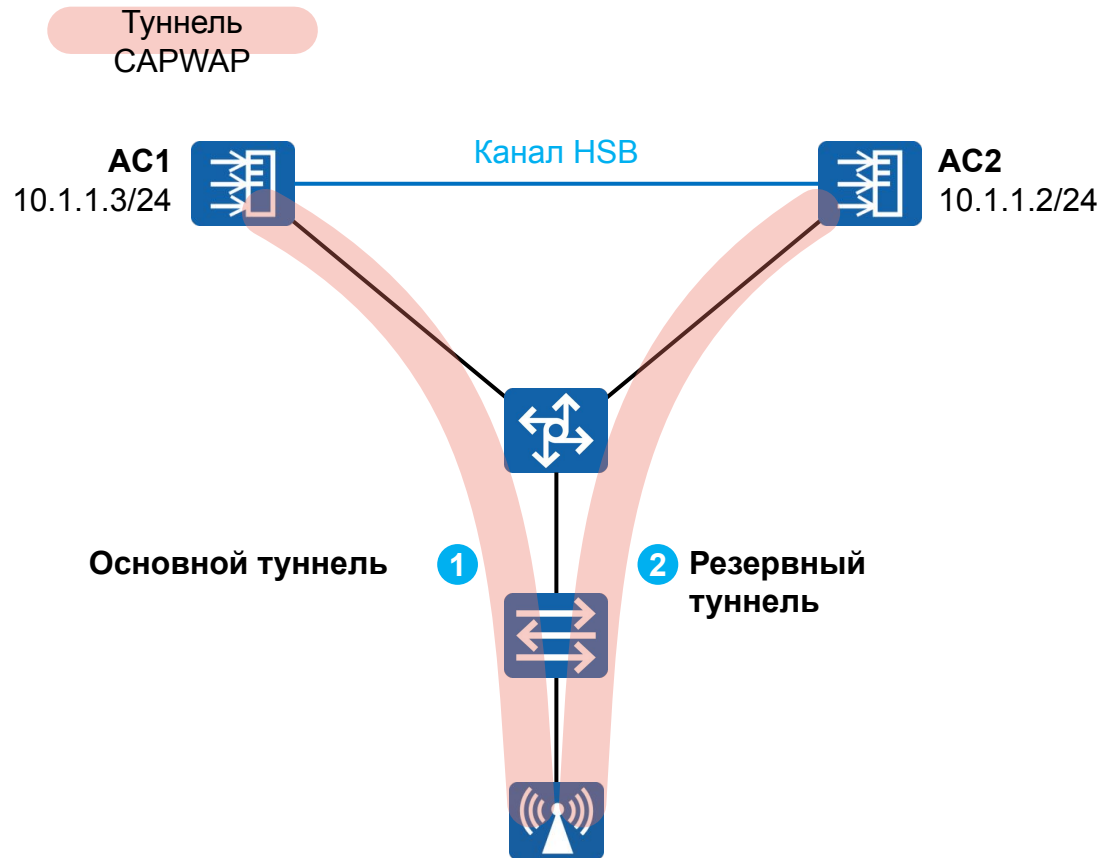 Туннель
CAPWAP
Канал HSB
AC1
10.1.1.3/24
AC2
10.1.1.2/24
Основной туннель
1
2
Резервный
туннель